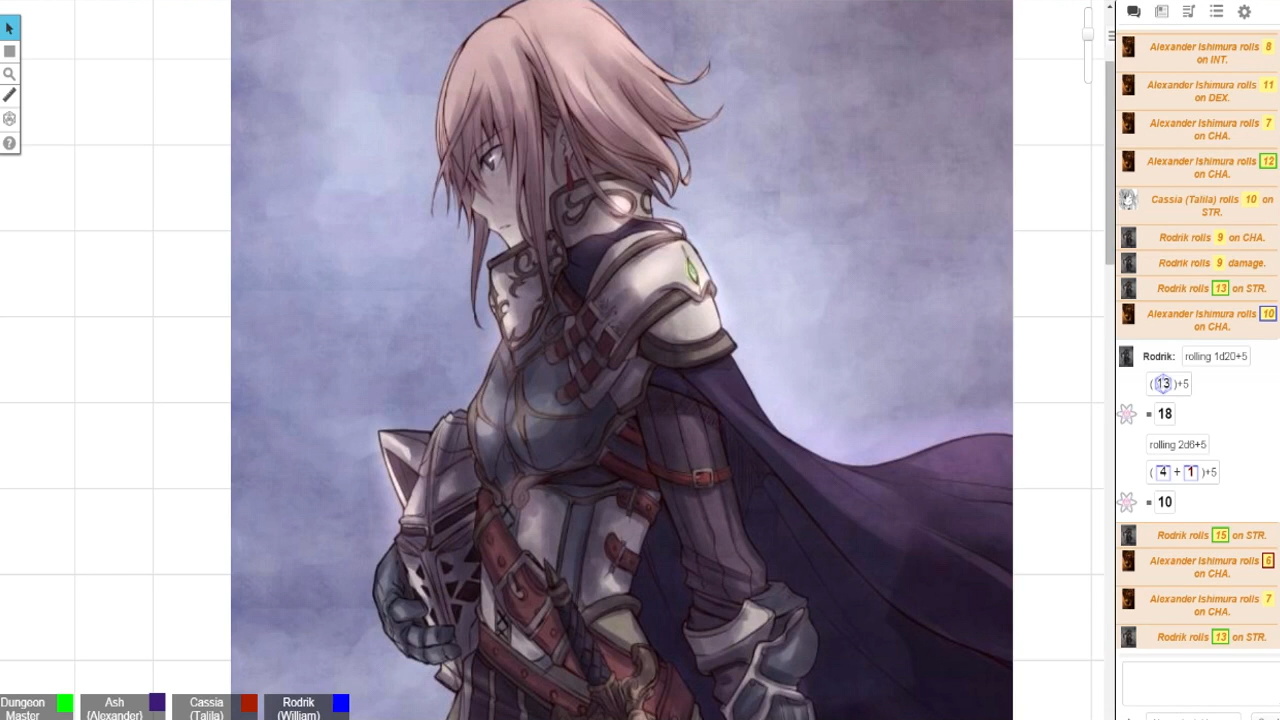 Alexander Ishimura rolls 8
on INT.
Alexander Ishimura rolls 11
on DEX.
Alexander Ishimura rolls 7
on CHA.
Alexander Ishimura rolls 12
on CHA.
Cassia (Talila) rolls 10 on
STR.
Rodrik rolls 9 on CHA.
Rodrik rolls 9 damage.
Rodrik rolls 13 on STR.
Alexander Ishimura rolls 10
on CHA.
Rodrik: rolling 1d20+5
(13)+5
= 18
rolling 2d6+5
(4 + 1)+5
= 10
Rodrik rolls 15 on STR.
Alexander Ishimura rolls 6
on CHA.
Alexander Ishimura rolls 7
on CHA.
Rodrik rolls 13 on STR.
Dungeon
Master
Ash
(Alexander)
Cassia
(Talila)
Rodrik
(William)